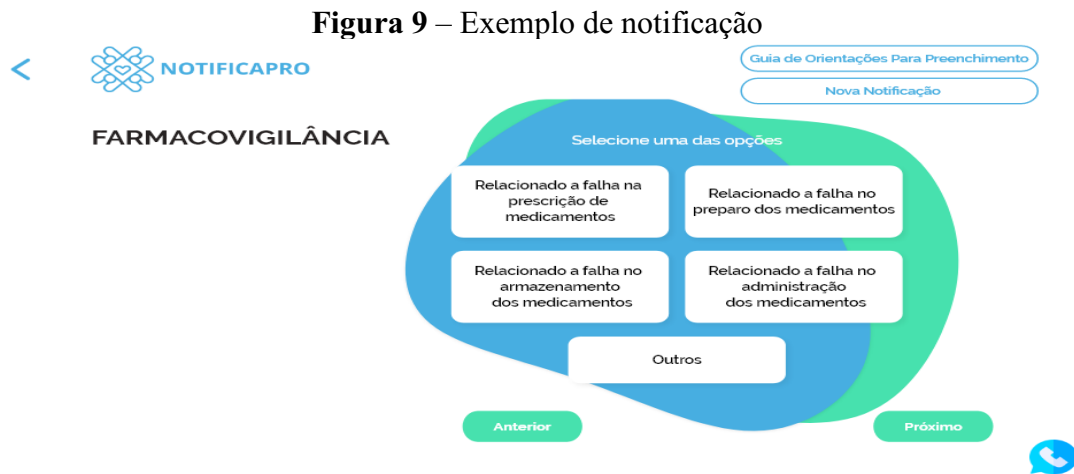 Figura 9 – Exemplo de notificação
NOTIFICAPRO
Guia de Orientações Para Preenchimento
Nova Notificação
FARMACOVIGILÂNCIA
Selecione uma das opções
Relacionado a falha na
prescrição de
medicamentos
Relacionado a falha no
preparo dos medicamentos
Relacionado a falha no
armazenamento
dos medicamentos
Relacionado a falha no
administração
dos medicamentos
Outros
Anterior
Próximo